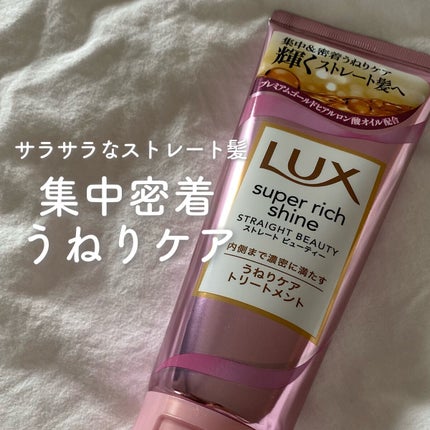 サラサラなストレート髪
集中密着
うねりケア
集中&密着うねりケア
輝くストレート髪へ
プレミアムゴールドヒアルロン酸オイル配合
LUX
super rich
shine
STRAIGHT BEAUTY
ストレート ビューティー
内側まで濃密に満たす
うねりケア
トリートメント